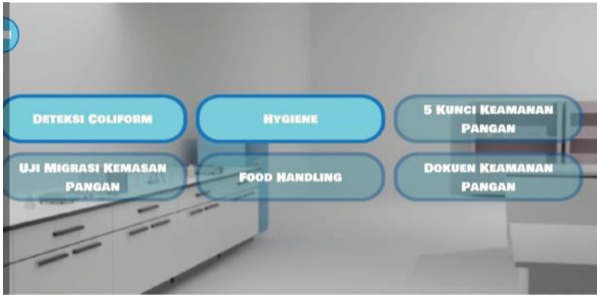 DETEKSI COLIFORM
HYGIENE
5 KUNCI KEAMANAN
PANGAN
UJI MIGRASI KEMASAN
PANGAN
FOOD HANDLING
DOKUEN KEAMANAN
PANGAN